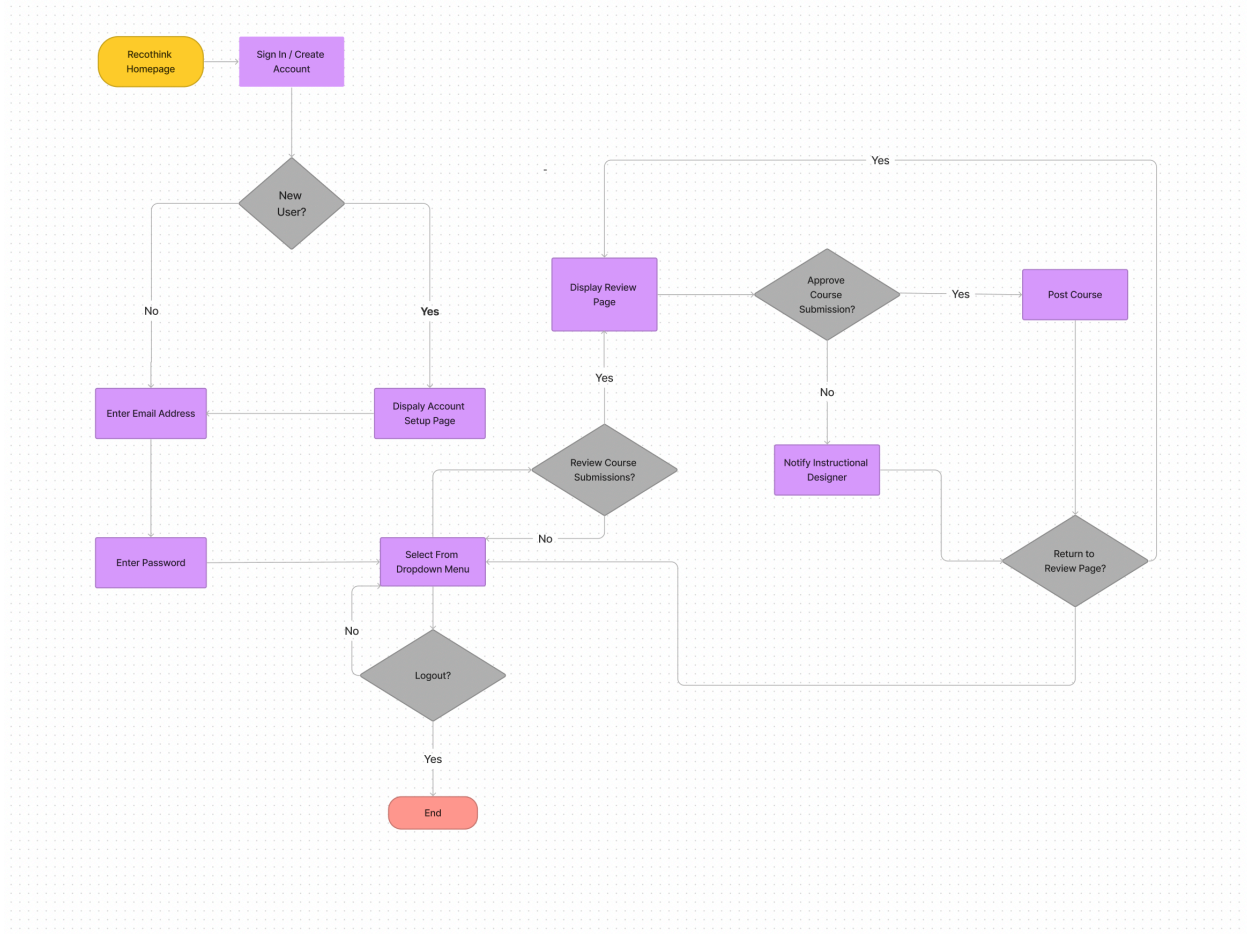 Recothink
Homepage
Sign In / Create
Account
New
User?
No
Yes
Enter Email Address
Dispaly Account
Setup Page
Enter Password
Select From
Dropdown Menu
No
Logout?
Yes
End
Review Course
Submissions?
No
Yes
Display Review
Page
-
Yes
Approve
Course
Submission?
Yes
Post Course
No
Notify Instructional
Designer
Return to
Review Page?